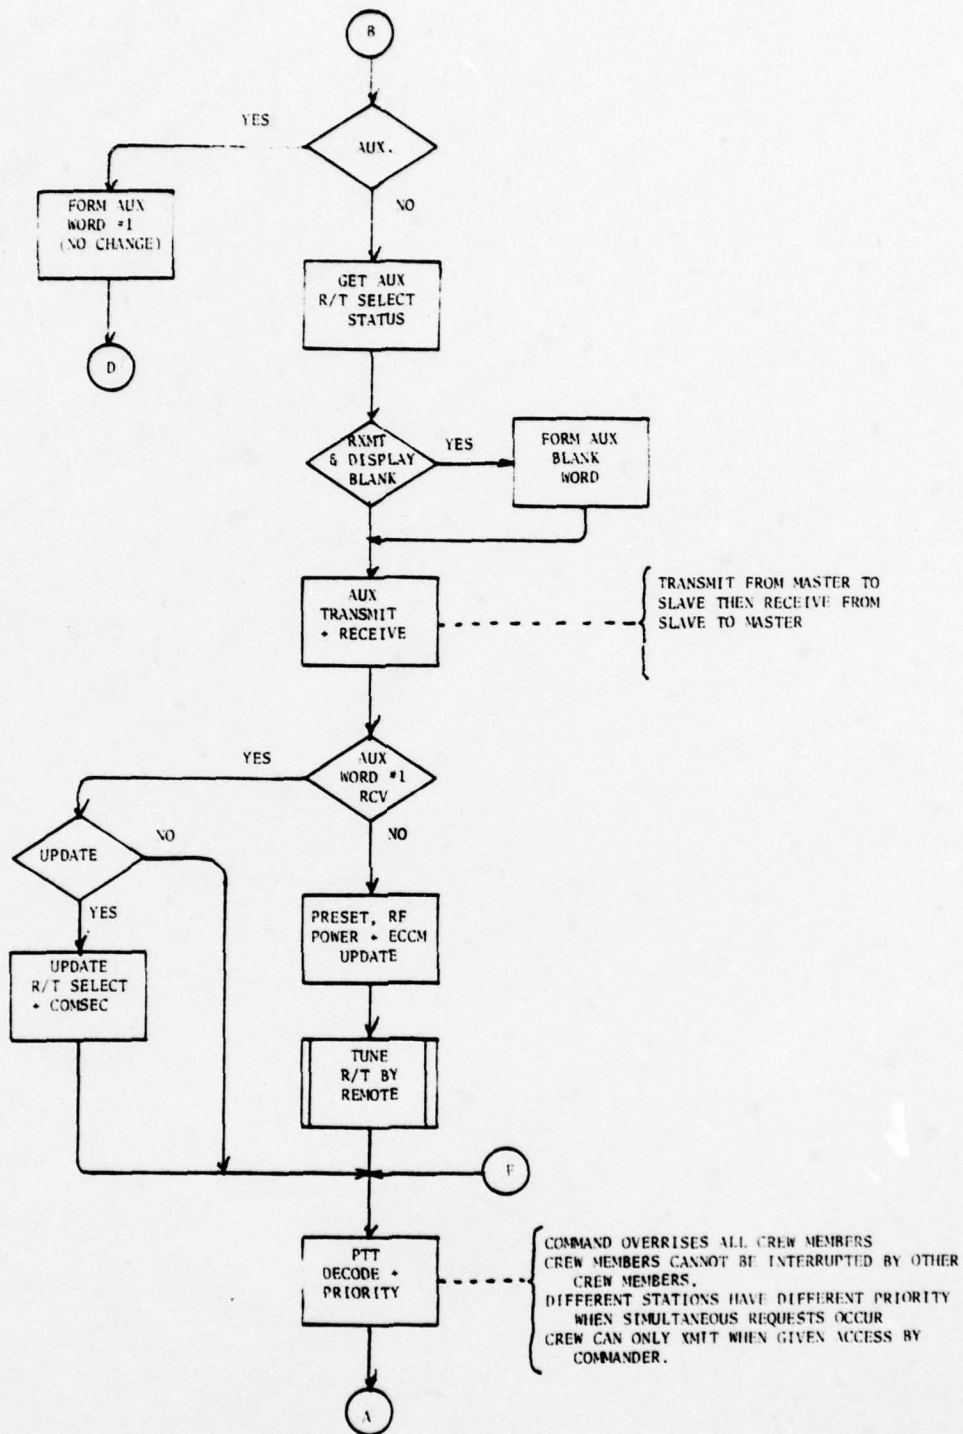 B
YES
AUX.
FORM AUX
WORD #1
(NO CHANGE)
NO
GET AUX
R/T SELECT
STATUS
D
RXMT
& DISPLAY
BLANK
YES
FORM AUX
BLANK
WORD
AUX
TRANSMIT
+ RECEIVE
TRANSMIT FROM MASTER TO
SLAVE THEN RECEIVE FROM
SLAVE TO MASTER
YES
AUX
WORD #1
RCV
NO
UPDATE
NO
YES
PRESET, RF
POWER + ECCM
UPDATE
UPDATE
R/T SELECT
+ COMSEC
TUNE
R/T BY
REMOTE
PTT
DECODE +
PRIORITY
COMMAND OVERRISES ALL CREW MEMBERS
CREW MEMBERS CANNOT BE INTERRUPTED BY OTHER
CREW MEMBERS.
DIFFERENT STATIONS HAVE DIFFERENT PRIORITY
WHEN SIMULTANEOUS REQUESTS OCCUR
CREW CAN ONLY XMIT WHEN GIVEN ACCESS BY
COMMANDER.
A